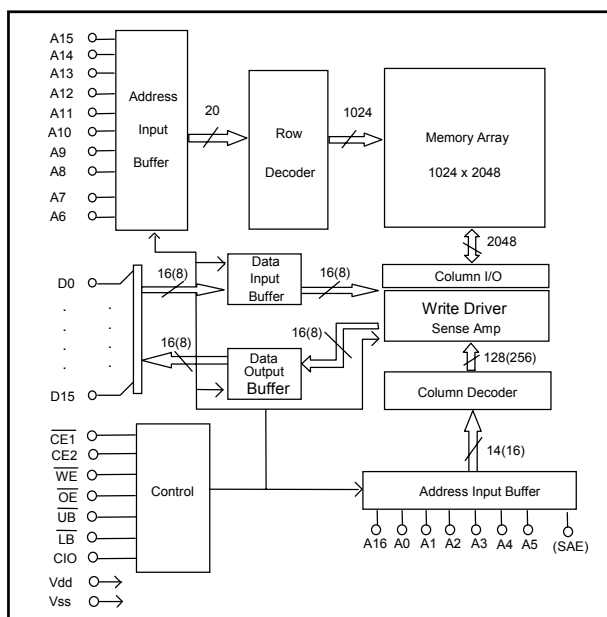 A15
A14
A13
A12
A11
A10
A9
A8
A7
A6
Address
Input
Buffer
20
Row
Decoder
1024
Memory Array
1024 x 2048
2048
D0
.
.
.
.
.
.
.
.
D15
16(8)
Data
Input
Buffer
16(8)
Column I/O
Write Driver
Sense Amp
16(8)
Data
Output
Buffer
16(8)
128(256)
Column Decoder
14(16)
CE1
CE2
WE
OE
UB
LB
CIO
Vdd
Vss
Control
Address Input Buffer
A16 A0 A1 A2 A3 A4 A5 (SAE)